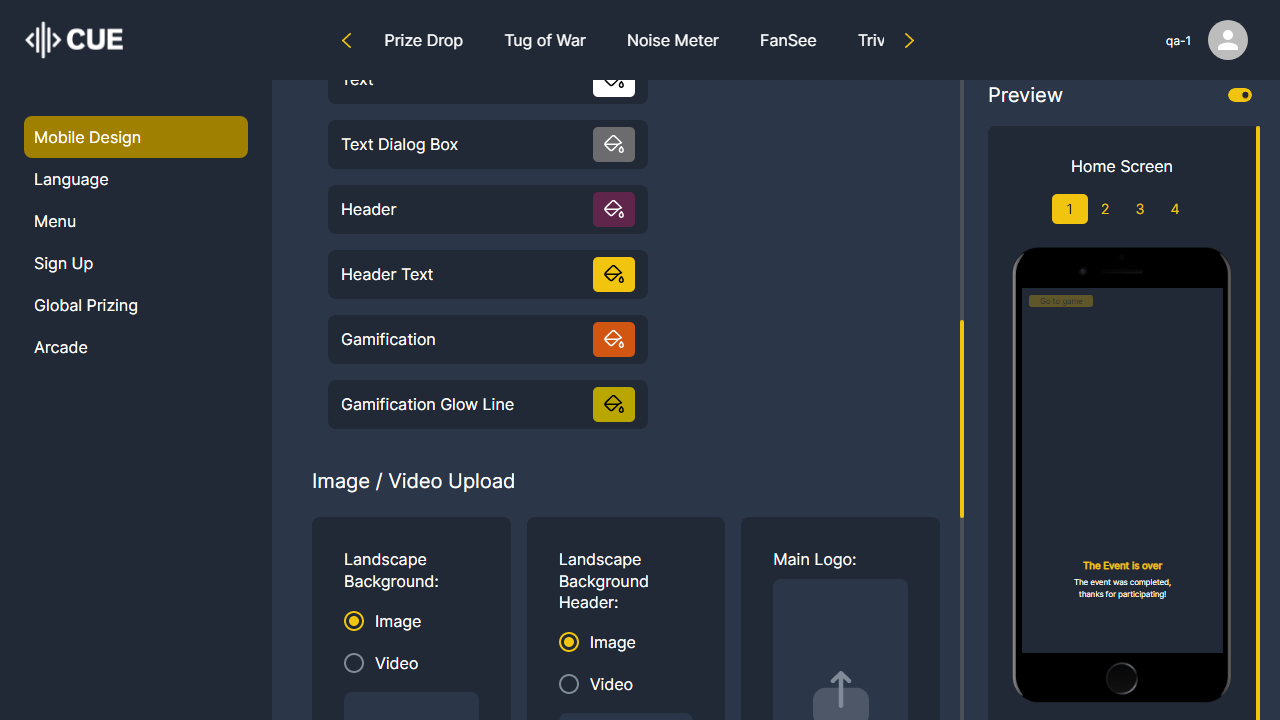 CUE
Prize Drop
Tug of War
Noise Meter
FanSee
Triv
qa-1
Mobile Design
Language
Menu
Sign Up
Global Prizing
Arcade
Text
Text Dialog Box
Header
Header Text
Gamification
Gamification Glow Line
Image / Video Upload
Landscape
Background:
Image
Video
Landscape
Background
Header:
Image
Video
Main Logo:
Preview
Home Screen
1 2 3 4
Go to game
The Event is over
The event was completed,
thanks for participating!